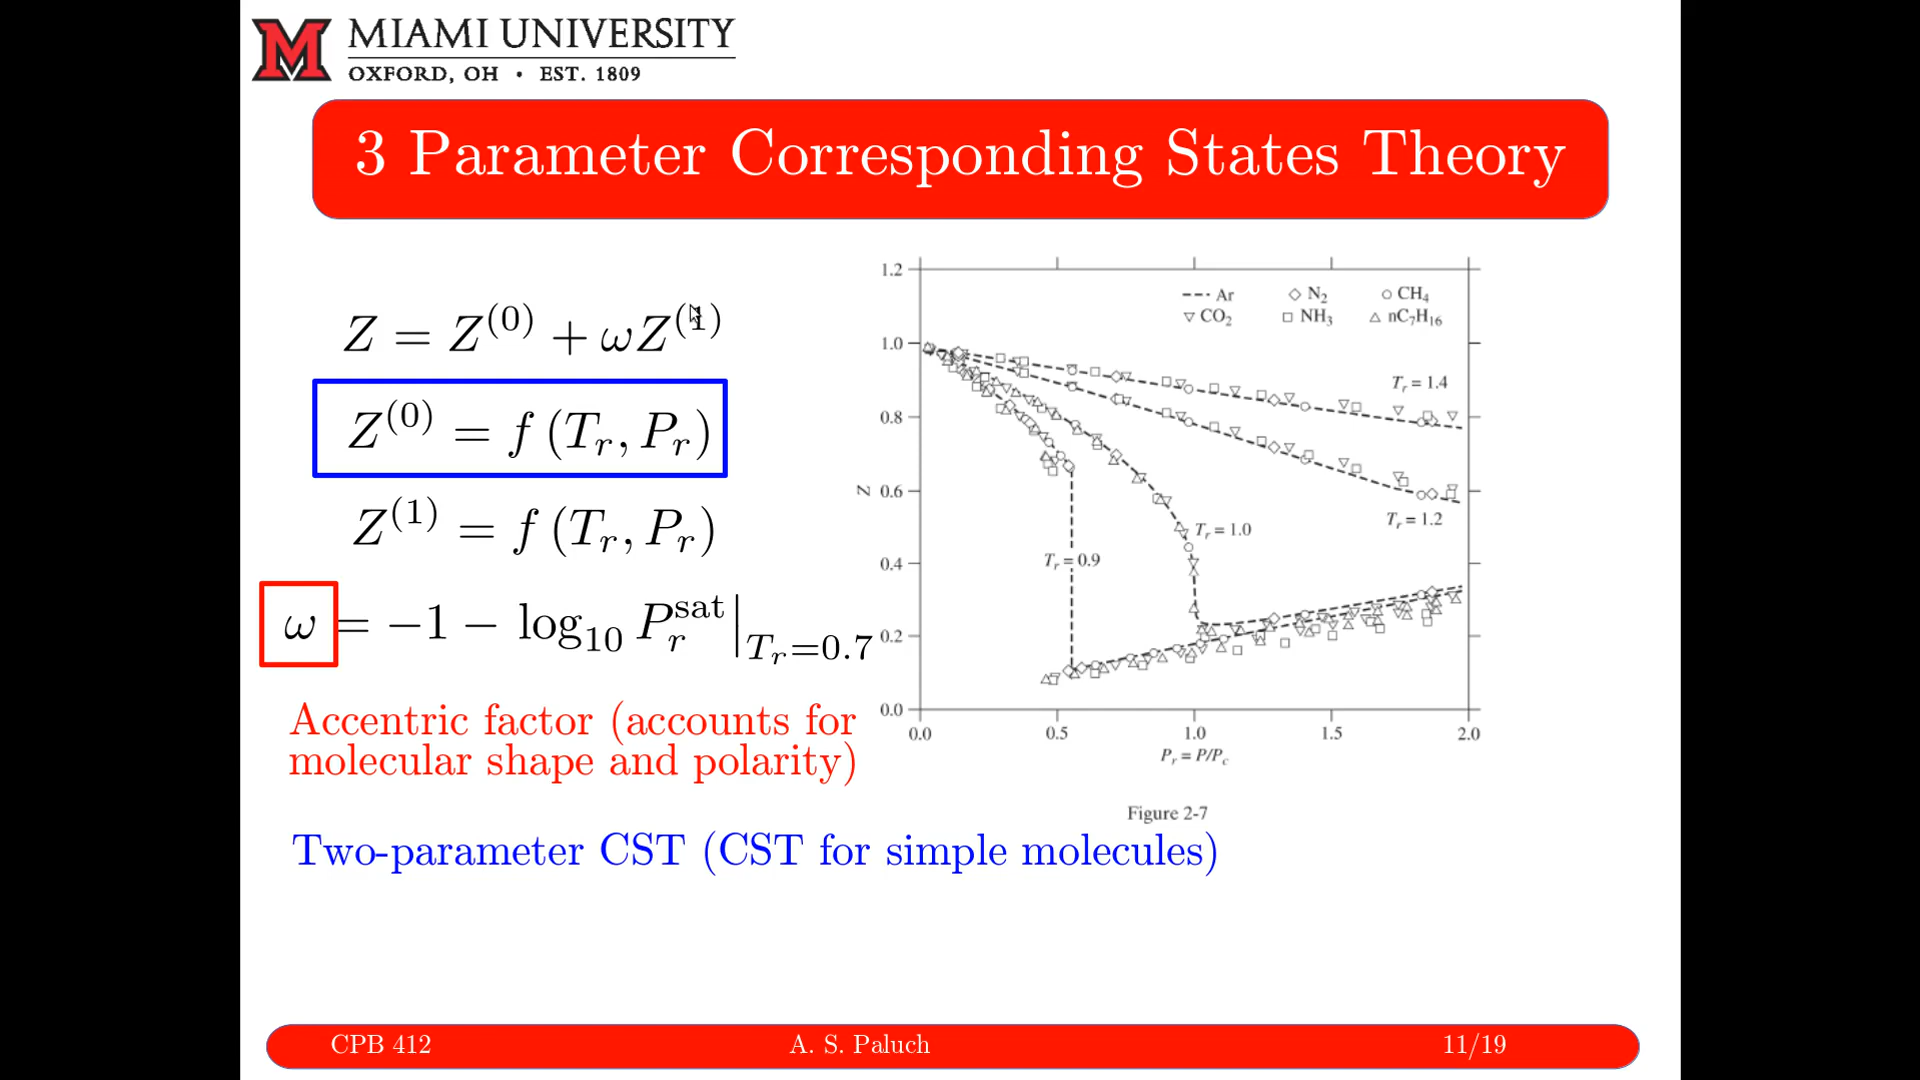 MIAMI UNIVERSITY
OXFORD, OH • EST. 1809
3 Parameter Corresponding States Theory
Z = Z^(0) + ωZ^(1)
Z^(0) = f (T_r, P_r)
Z^(1) = f (T_r, P_r)
ω = −1 − log_10 P_r^sat |_{T_r=0.7}
Accentric factor (accounts for
molecular shape and polarity)
1.2
1.0
0.8
0.6
0.4
0.2
0.0
Z
Ar
N_2
CH_4
CO_2
NH_3
nC_7H_16
T_r = 1.4
T_r = 1.2
T_r = 1.0
T_r = 0.9
0.0 0.5 1.0 1.5 2.0
P_r = P/P_c
Figure 2-7
Two-parameter CST (CST for simple molecules)
CPB 412 A. S. Paluch 11/19